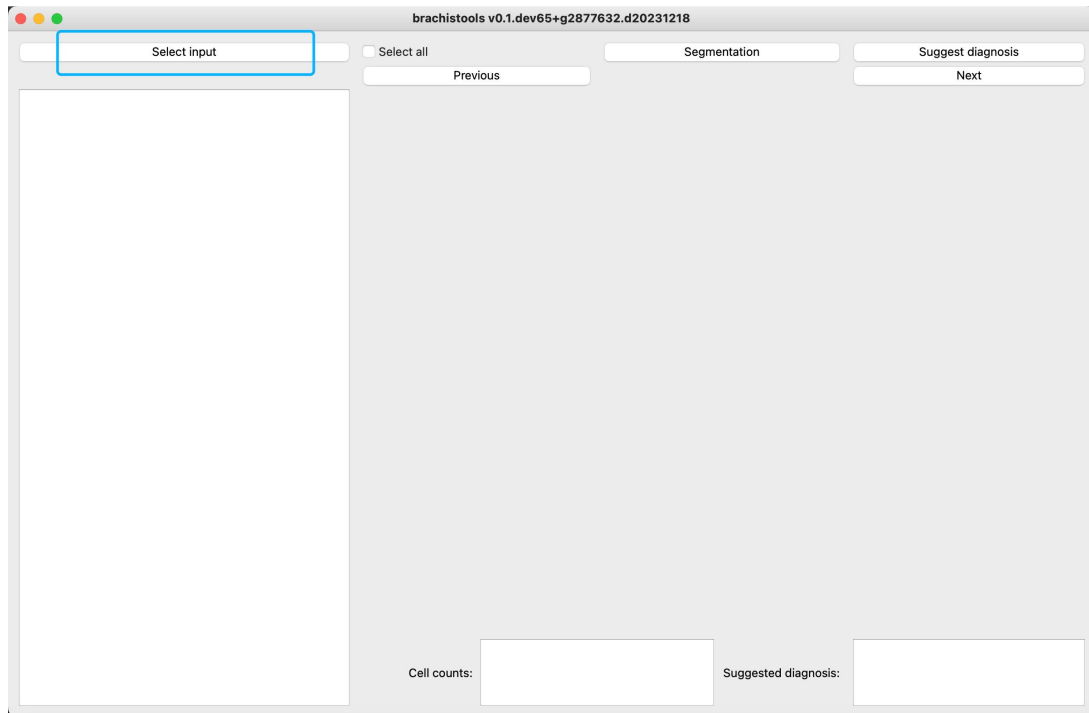 brachistools v0.1.dev65+g2877632.d20231218
Select input
Select all
Segmentation
Suggest diagnosis
Previous
Next
Cell counts:
Suggested diagnosis: